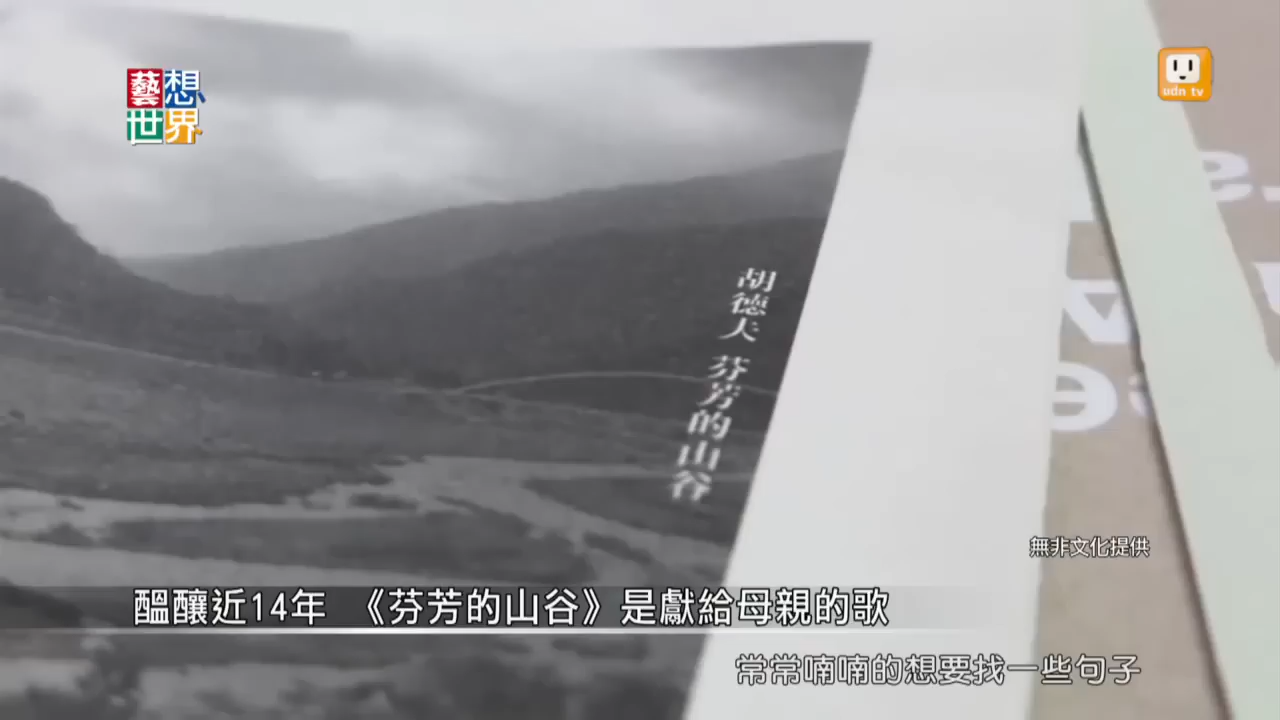 藝想
世界
udn tv
胡德夫 芬芳的山谷
無非文化提供
醞釀近14年 《芬芳的山谷》是獻給母親的歌
常常喃喃的想要找一些句子